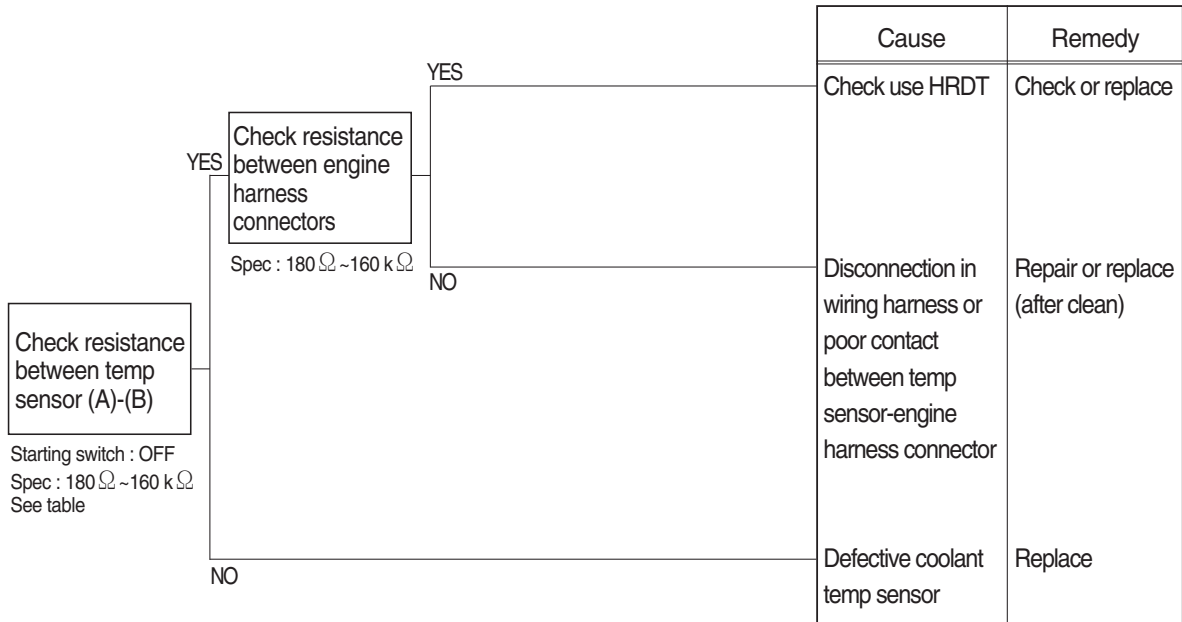 Cause
Remedy
YES
Check use HRDT
Check or replace
Check resistance
between engine
harness
connectors
YES
Spec : 180 Ω ~160 k Ω
NO
Disconnection in
wiring harness or
poor contact
between temp
sensor-engine
harness connector
Repair or replace
(after clean)
Check resistance
between temp
sensor (A)-(B)
Starting switch : OFF
Spec : 180 Ω ~160 k Ω
See table
NO
Defective coolant
temp sensor
Replace